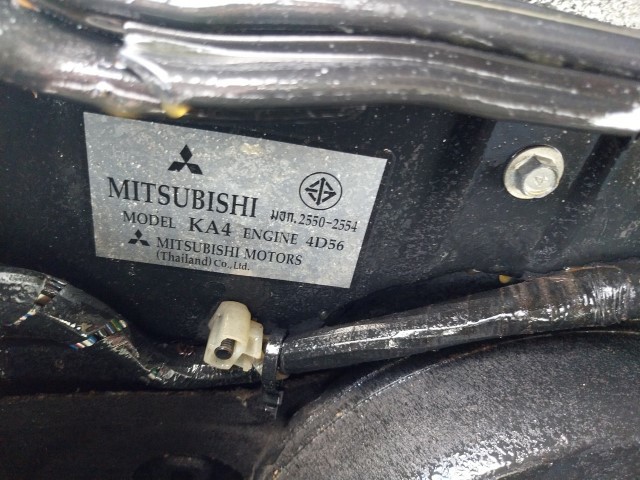 MITSUBISHI
มอก. 2550-2554
MODEL KA4 ENGINE 4D56
MITSUBISHI MOTORS
(Thailand) Co., Ltd.